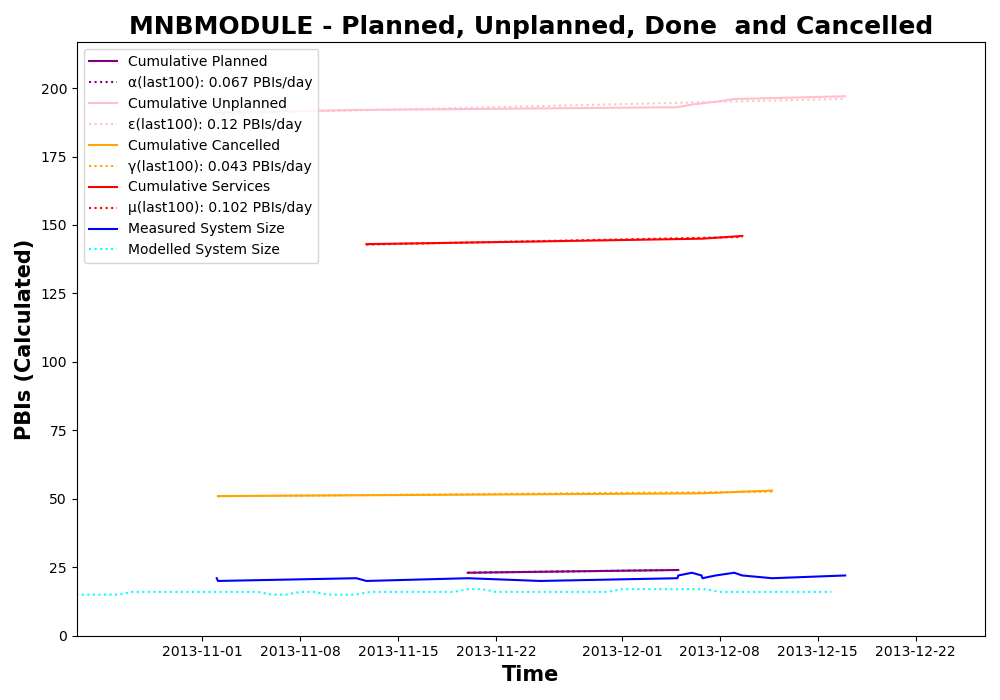 MNBMODULE - Planned, Unplanned, Done  and Cancelled
Cumulative Planned
α(last100): 0.067 PBIs/day
Cumulative Unplanned
ε(last100): 0.12 PBIs/day
Cumulative Cancelled
γ(last100): 0.043 PBIs/day
Cumulative Services
μ(last100): 0.102 PBIs/day
Measured System Size
Modelled System Size
PBIs (Calculated)
200
175
150
125
100
75
50
25
0
2013-11-01
2013-11-08
2013-11-15
2013-11-22
2013-12-01
2013-12-08
2013-12-15
2013-12-22
Time